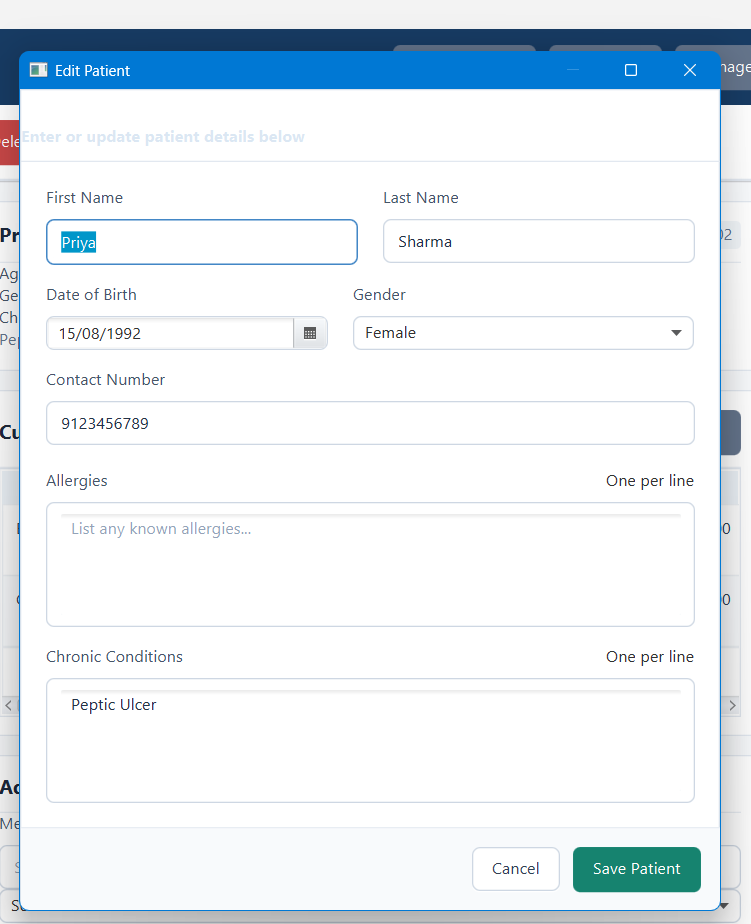 Edit Patient
Enter or update patient details below
First Name
Last Name
Priya
Sharma
Date of Birth
Gender
15/08/1992
Female
Contact Number
9123456789
Allergies
One per line
List any known allergies...
Chronic Conditions
One per line
Peptic Ulcer
Cancel
Save Patient